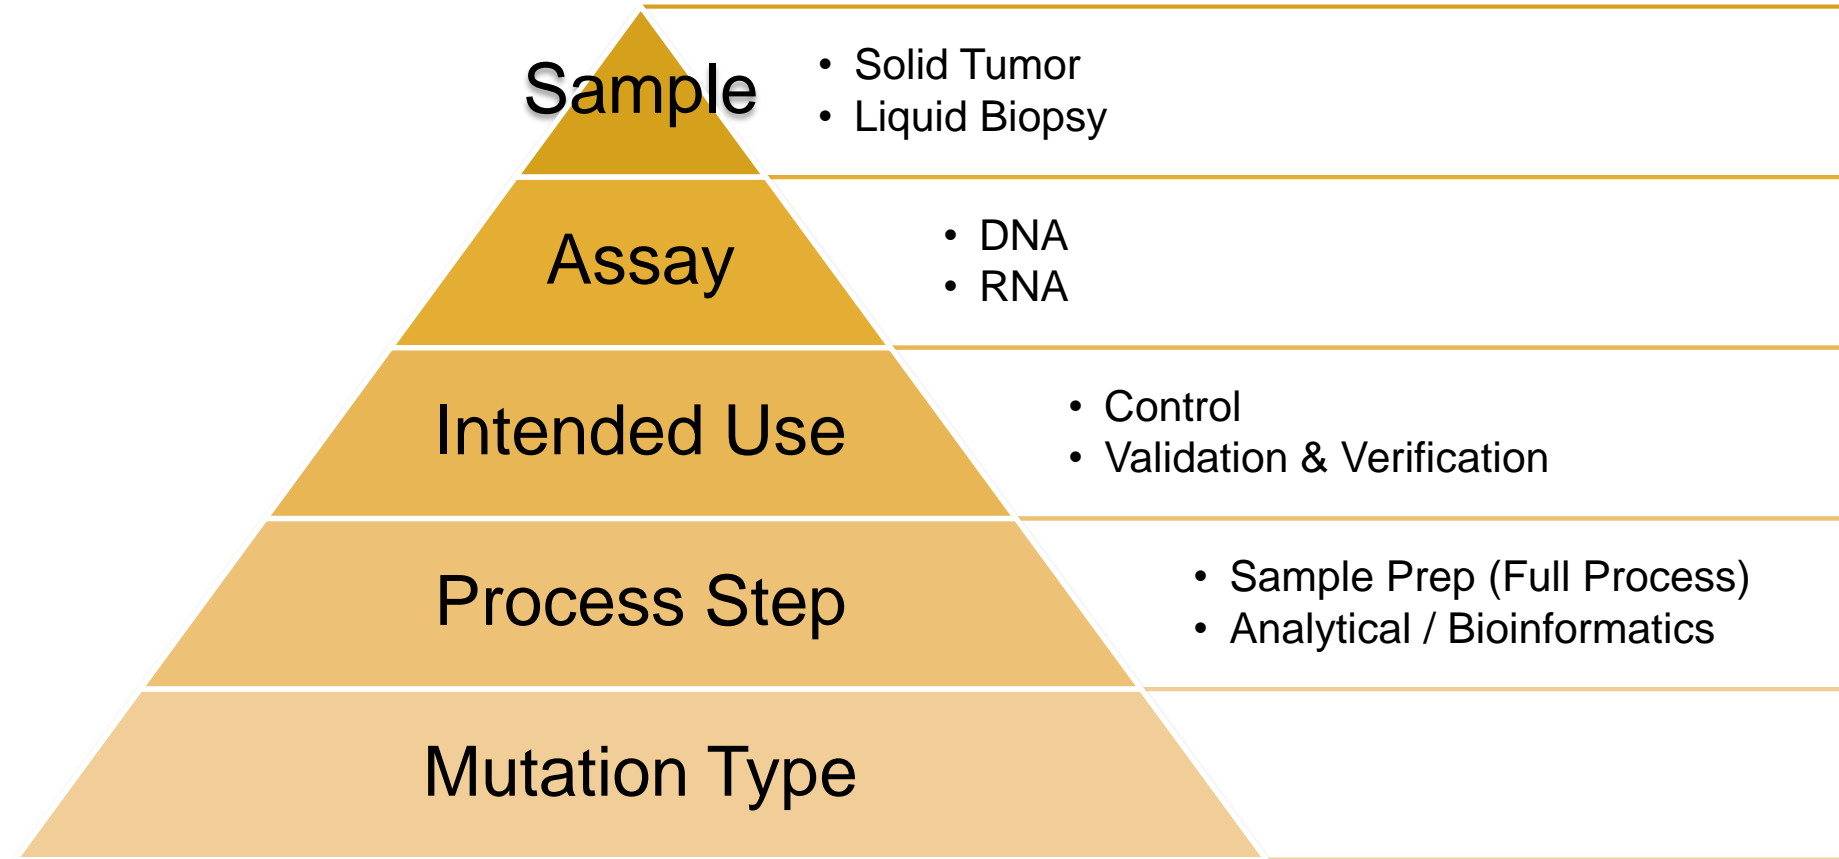 Sample
• Solid Tumor
• Liquid Biopsy
Assay
• DNA
• RNA
Intended Use
• Control
• Validation & Verification
Process Step
• Sample Prep (Full Process)
• Analytical / Bioinformatics
Mutation Type